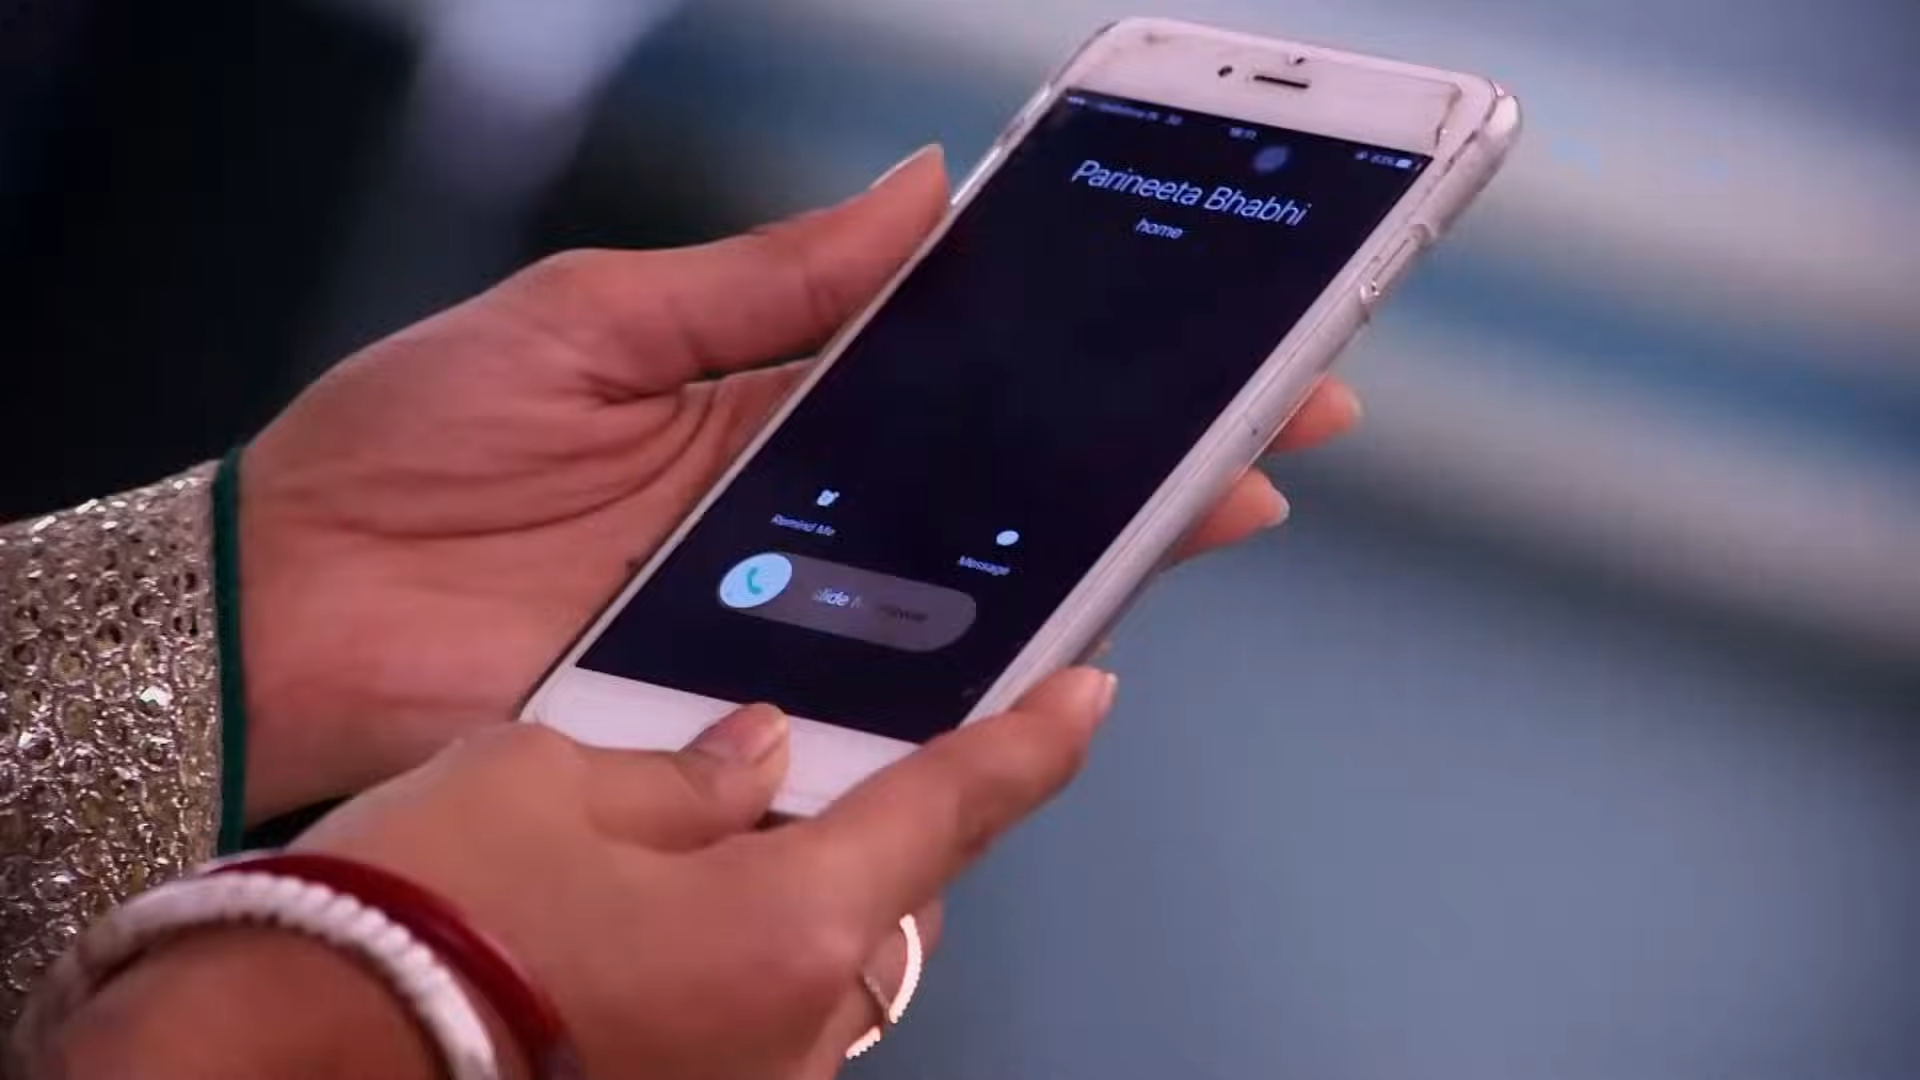 Parineeta Bhabhi
home
Remind Me
Message
slide